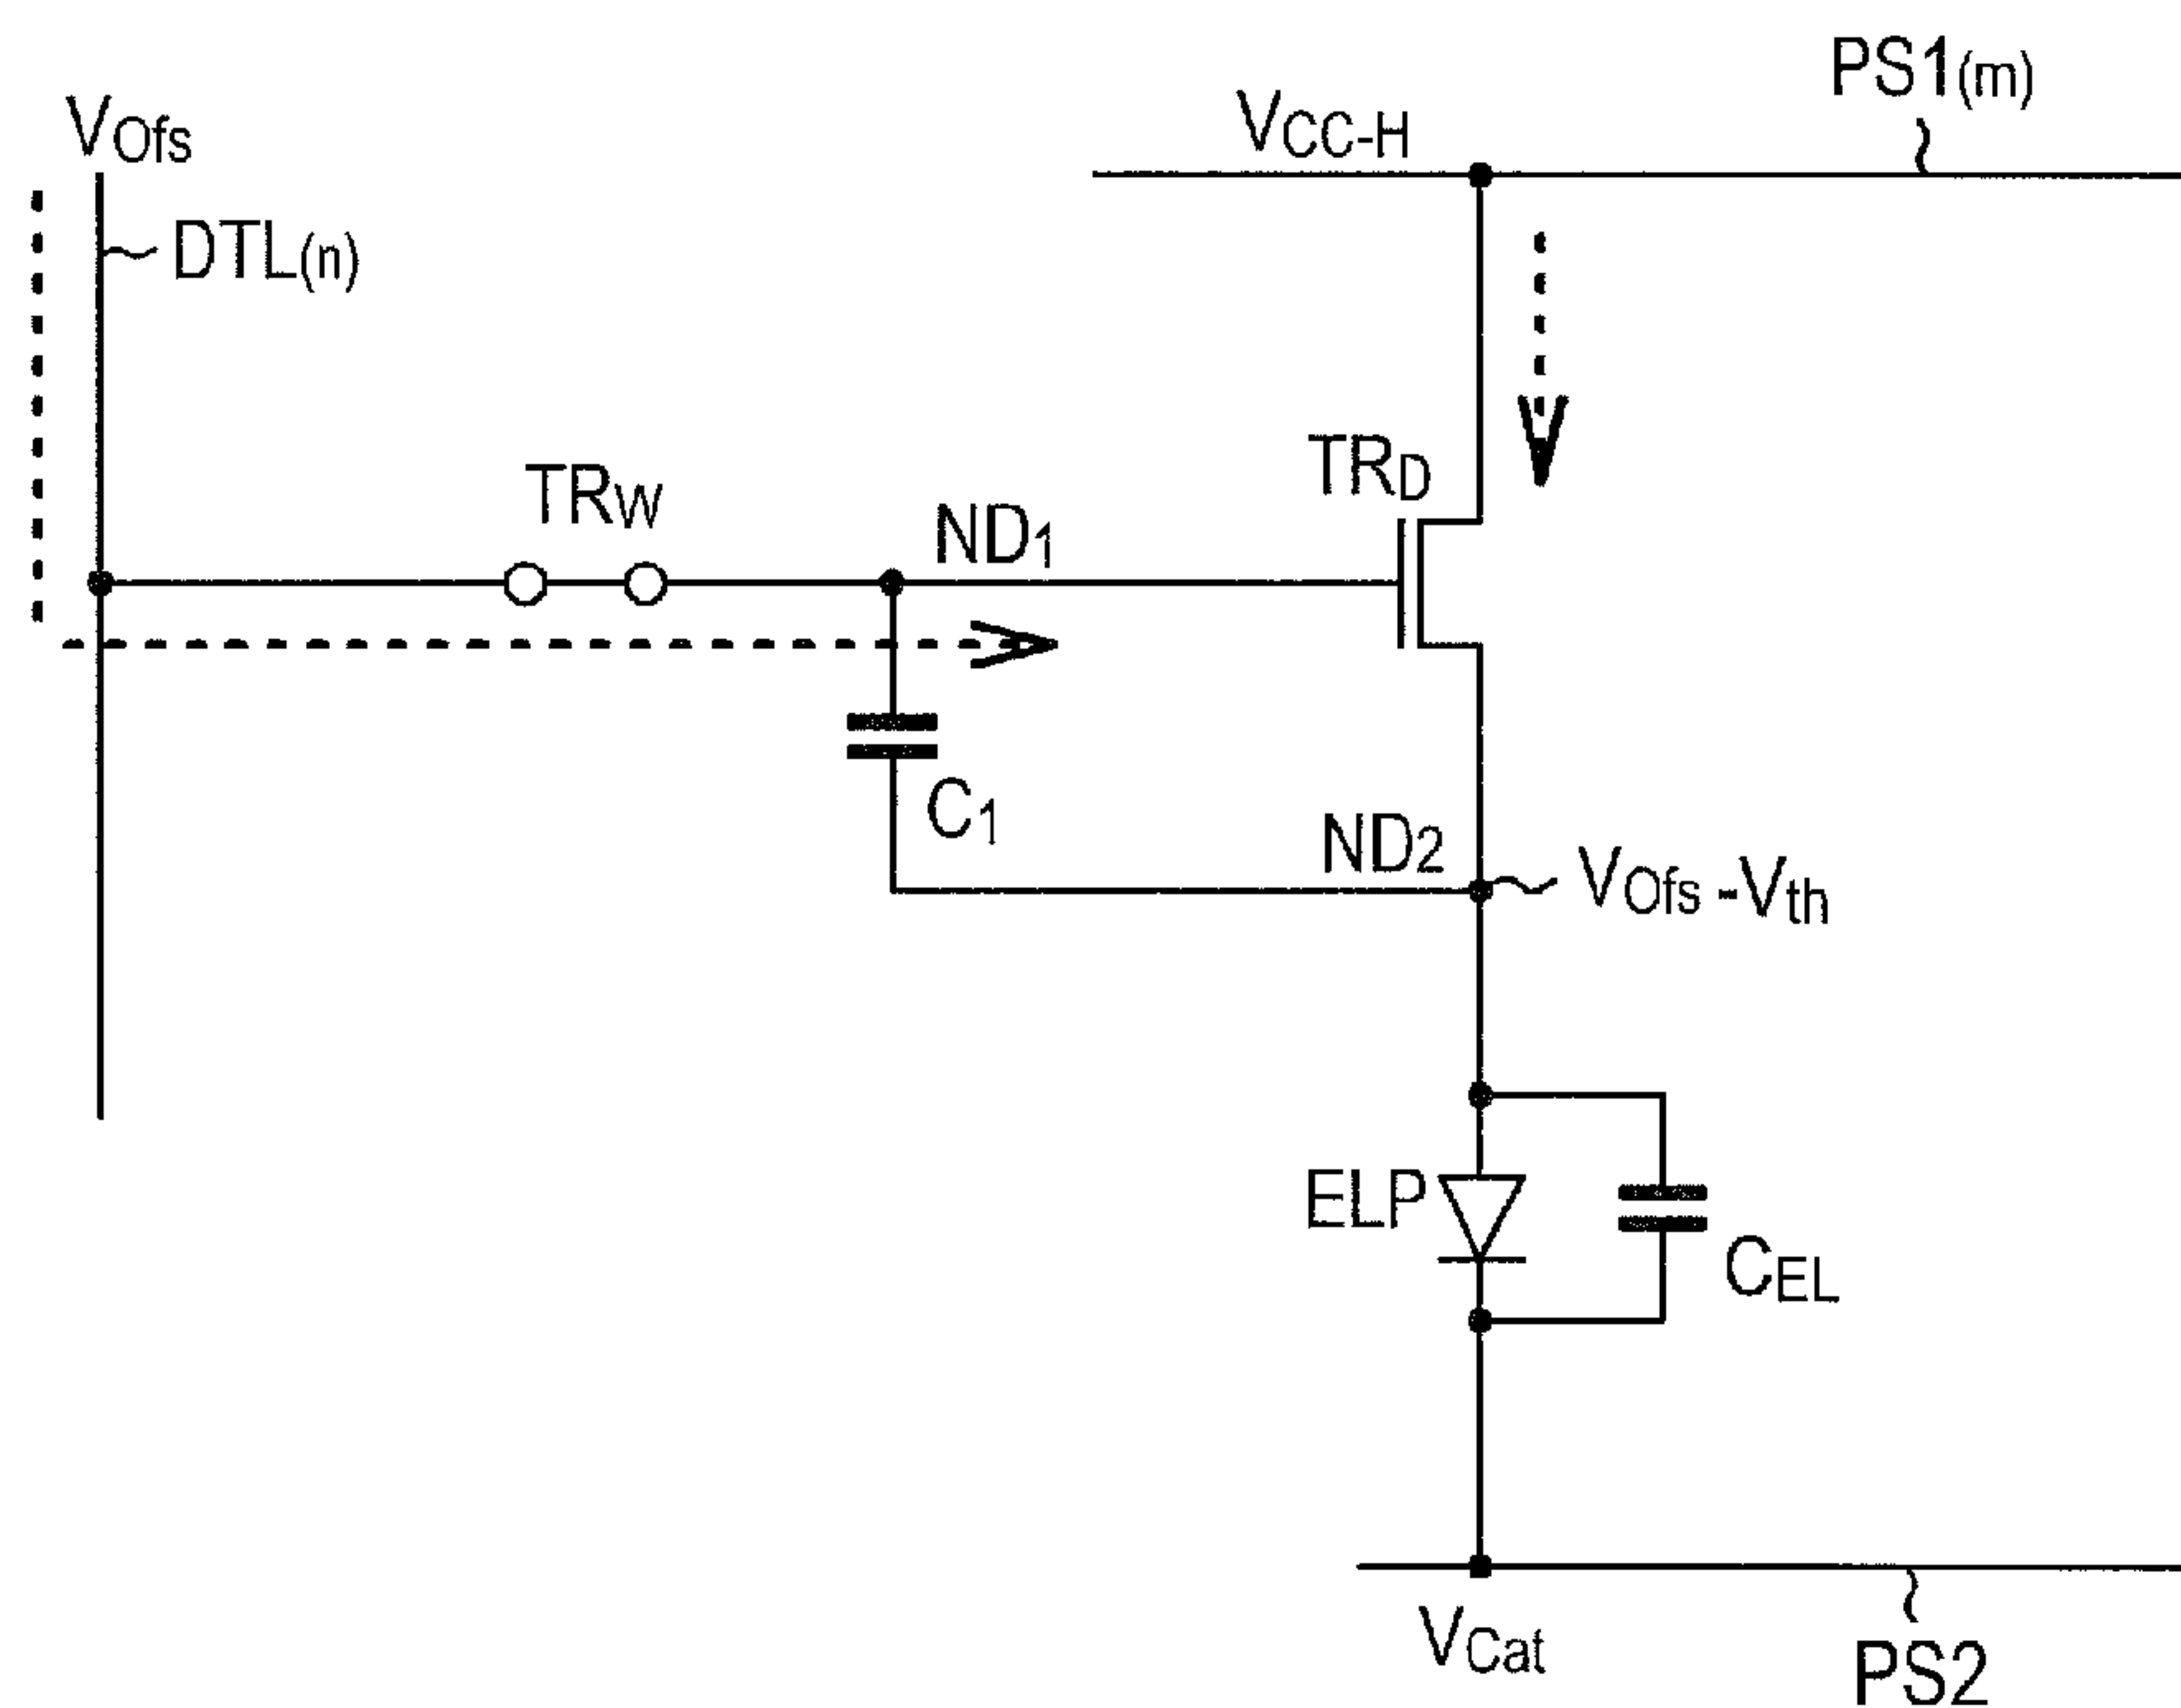 PS1(m)
VOfs
VCC-H
DTL(n)
TRD
TRW
ND1
C1
ND2
VOfs -Vth
ELP
CEL
VCat
PS2